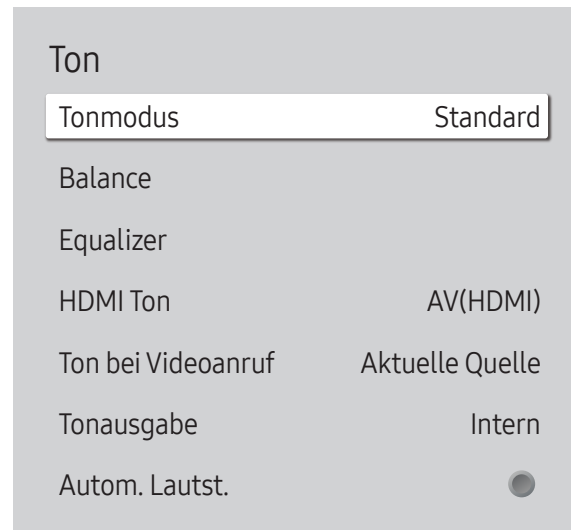 Ton
Tonmodus Standard
Balance
Equalizer
HDMI Ton AV(HDMI)
Ton bei Videoanruf Aktuelle Quelle
Tonausgabe Intern
Autom. Lautst.